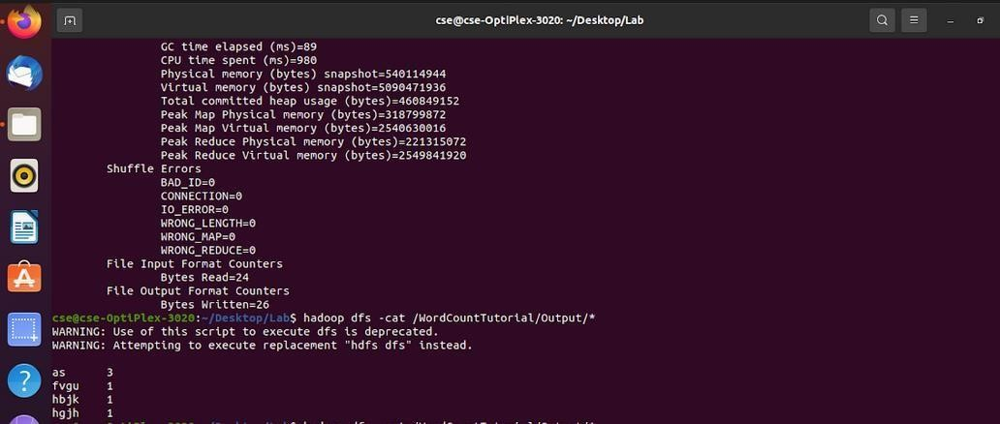 cse@cse-OptiPlex-3020: ~/Desktop/Lab
GC time elapsed (ms)=89
CPU time spent (ms)=980
Physical memory (bytes) snapshot=540114944
Virtual memory (bytes) snapshot=5090471936
Total committed heap usage (bytes)=460849152
Peak Map Physical memory (bytes)=318799872
Peak Map Virtual memory (bytes)=2540630016
Peak Reduce Physical memory (bytes)=221315072
Peak Reduce Virtual memory (bytes)=2549841920
Shuffle Errors
BAD_ID=0
CONNECTION=0
IO_ERROR=0
WRONG_LENGTH=0
WRONG_MAP=0
WRONG_REDUCE=0
File Input Format Counters
Bytes Read=24
File Output Format Counters
Bytes Written=26
cse@cse-OptiPlex-3020:~/Desktop/Lab$ hadoop dfs -cat /WordCountTutorial/Output/*
WARNING: Use of this script to execute dfs is deprecated.
WARNING: Attempting to execute replacement "hdfs dfs" instead.
as 3
fvgu 1
hbjk 1
hgjh 1